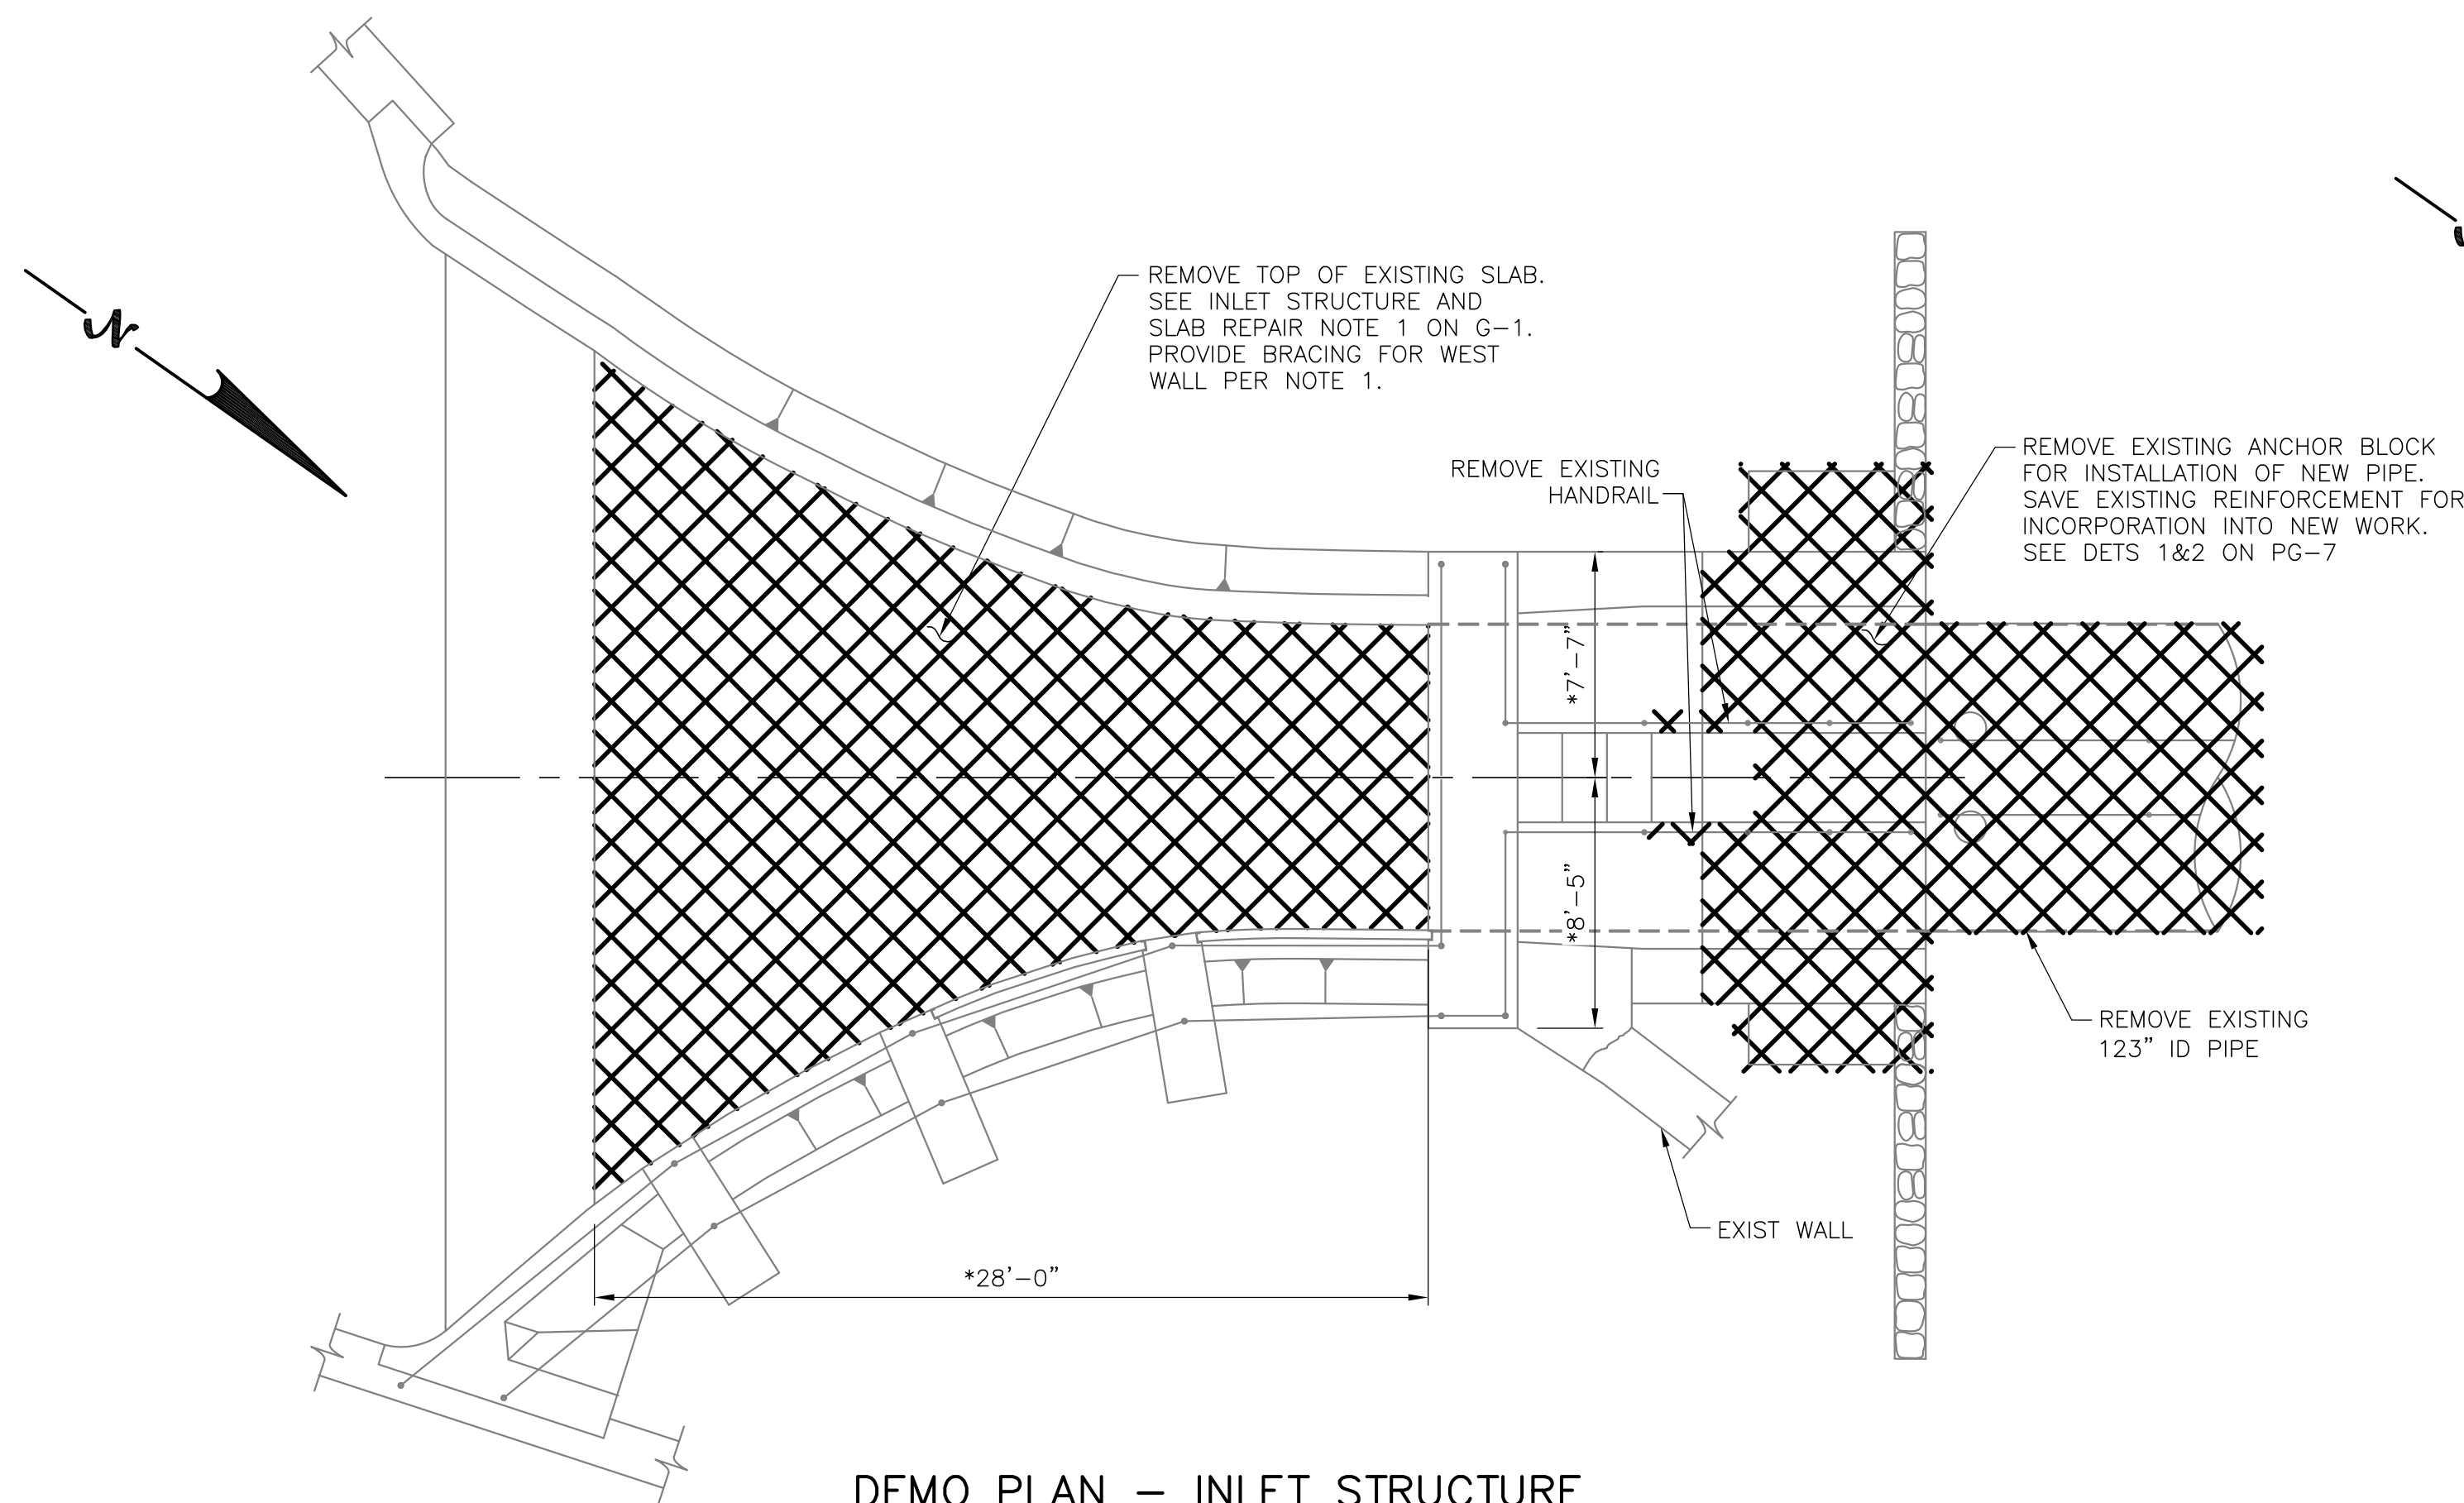 N
REMOVE TOP OF EXISTING SLAB.
SEE INLET STRUCTURE AND
SLAB REPAIR NOTE 1 ON G-1.
PROVIDE BRACING FOR WEST
WALL PER NOTE 1.
REMOVE EXISTING
HANDRAIL
REMOVE EXISTING ANCHOR BLOCK
FOR INSTALLATION OF NEW PIPE.
SAVE EXISTING REINFORCEMENT FOR
INCORPORATION INTO NEW WORK.
SEE DETS 1&2 ON PG-7
*7'-7"
*8'-5"
REMOVE EXISTING
123" ID PIPE
EXIST WALL
*28'-0"
DEMO PLAN - INLET STRUCTURE